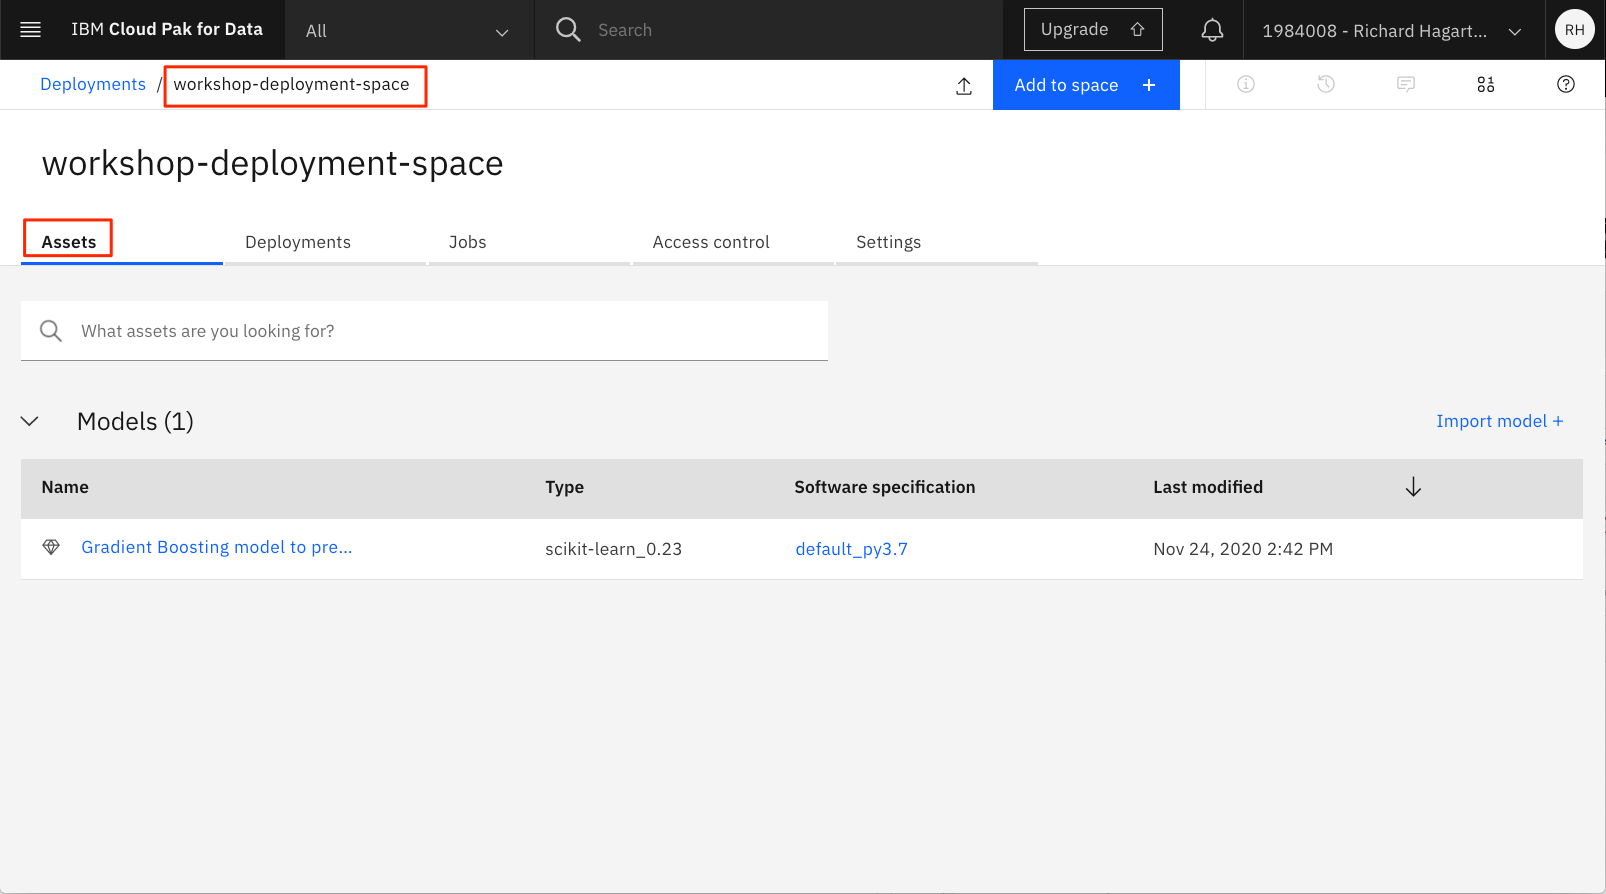 IBM Cloud Pak for Data
All
Search
Upgrade
1984008 - Richard Hagart...
RH
Deployments / workshop-deployment-space
Add to space +
workshop-deployment-space
Assets
Deployments
Jobs
Access control
Settings
What assets are you looking for?
Models (1)
Import model +
Name
Type
Software specification
Last modified
Gradient Boosting model to pre...
scikit-learn_0.23
default_py3.7
Nov 24, 2020 2:42 PM